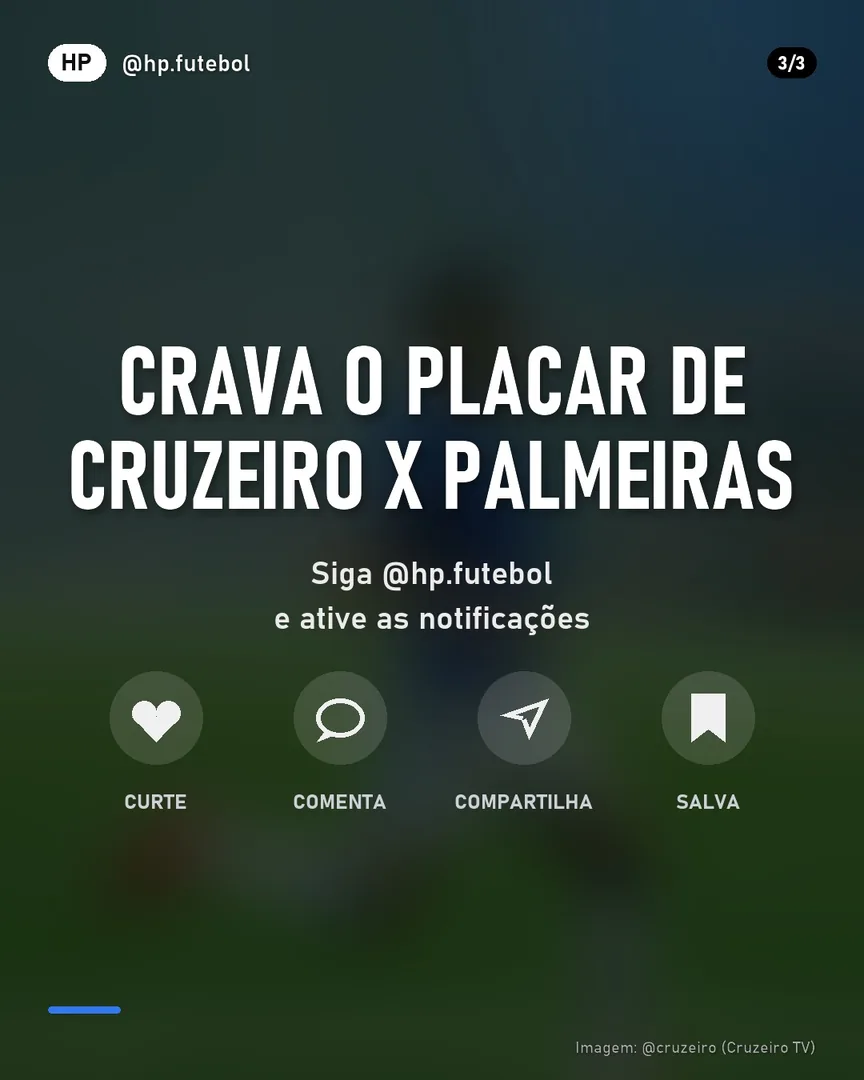 HP @hp.futebol
3/3
CRAVA O PLACAR DE
CRUZEIRO X PALMEIRAS
Siga @hp.futebol
e ative as notificações
CURTE COMENTA COMPARTILHA SALVA
Imagem: @cruzeiro (Cruzeiro TV)